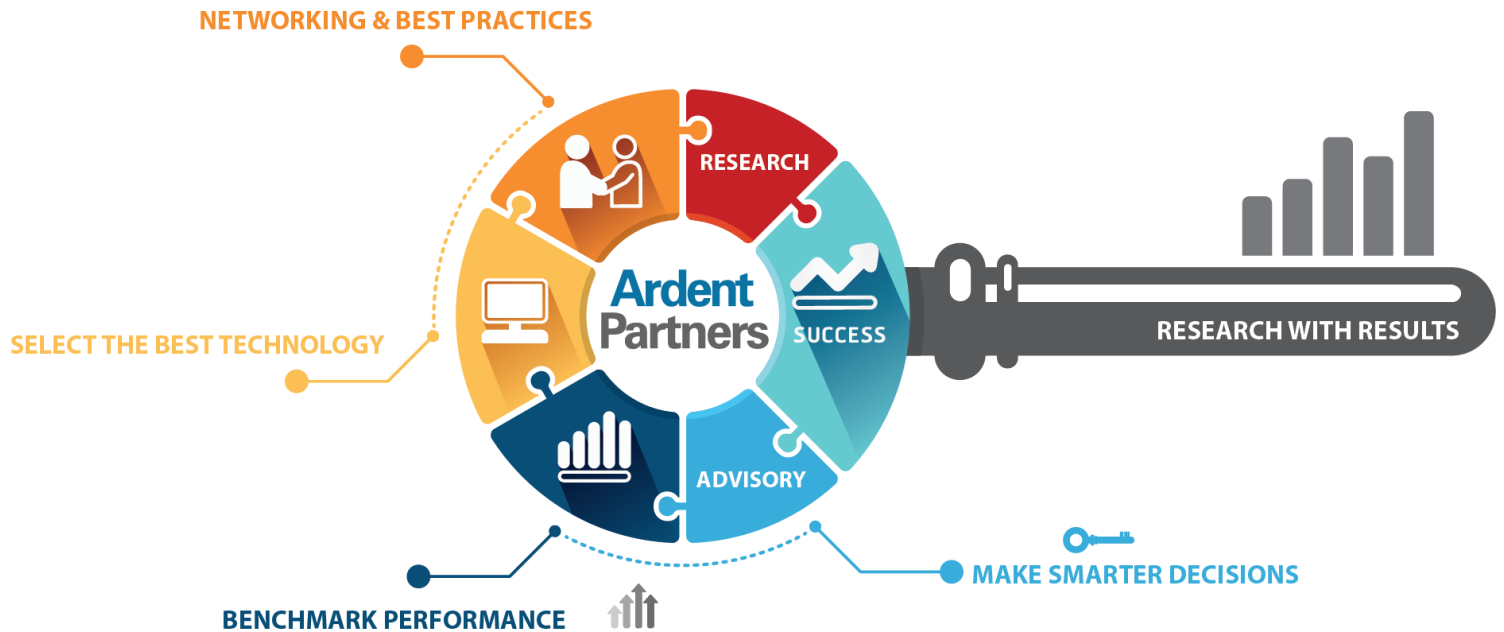 NETWORKING & BEST PRACTICES
RESEARCH
Ardent
Partners
SUCCESS
RESEARCH WITH RESULTS
SELECT THE BEST TECHNOLOGY
ADVISORY
MAKE SMARTER DECISIONS
BENCHMARK PERFORMANCE